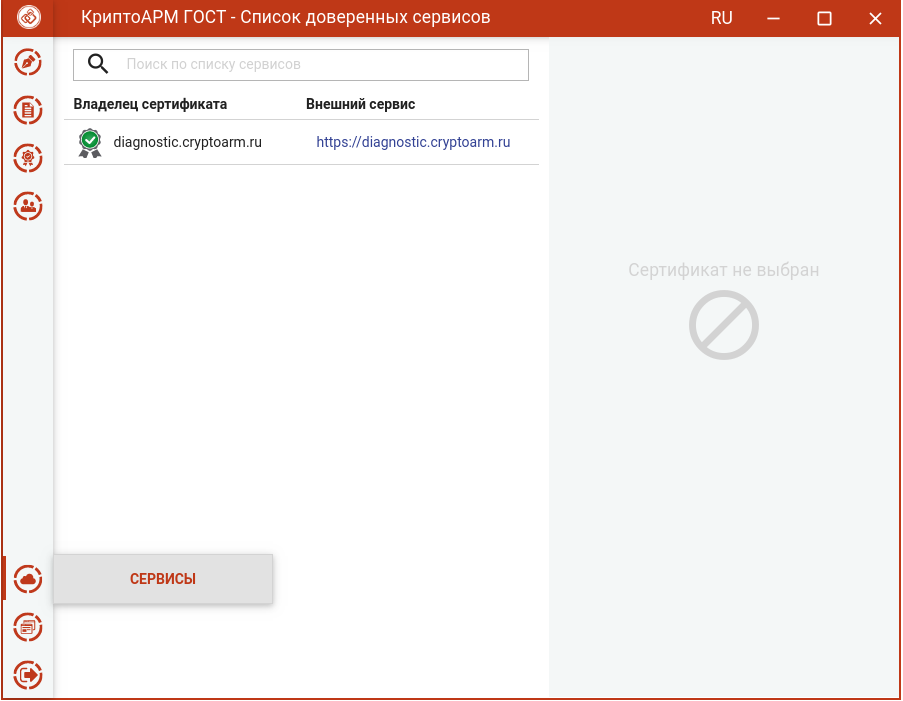 КриптоАРМ ГОСТ - Список доверенных сервисов
RU
Поиск по списку сервисов
Владелец сертификата
Внешний сервис
diagnostic.cryptoarm.ru
https://diagnostic.cryptoarm.ru
Сертификат не выбран
СЕРВИСЫ